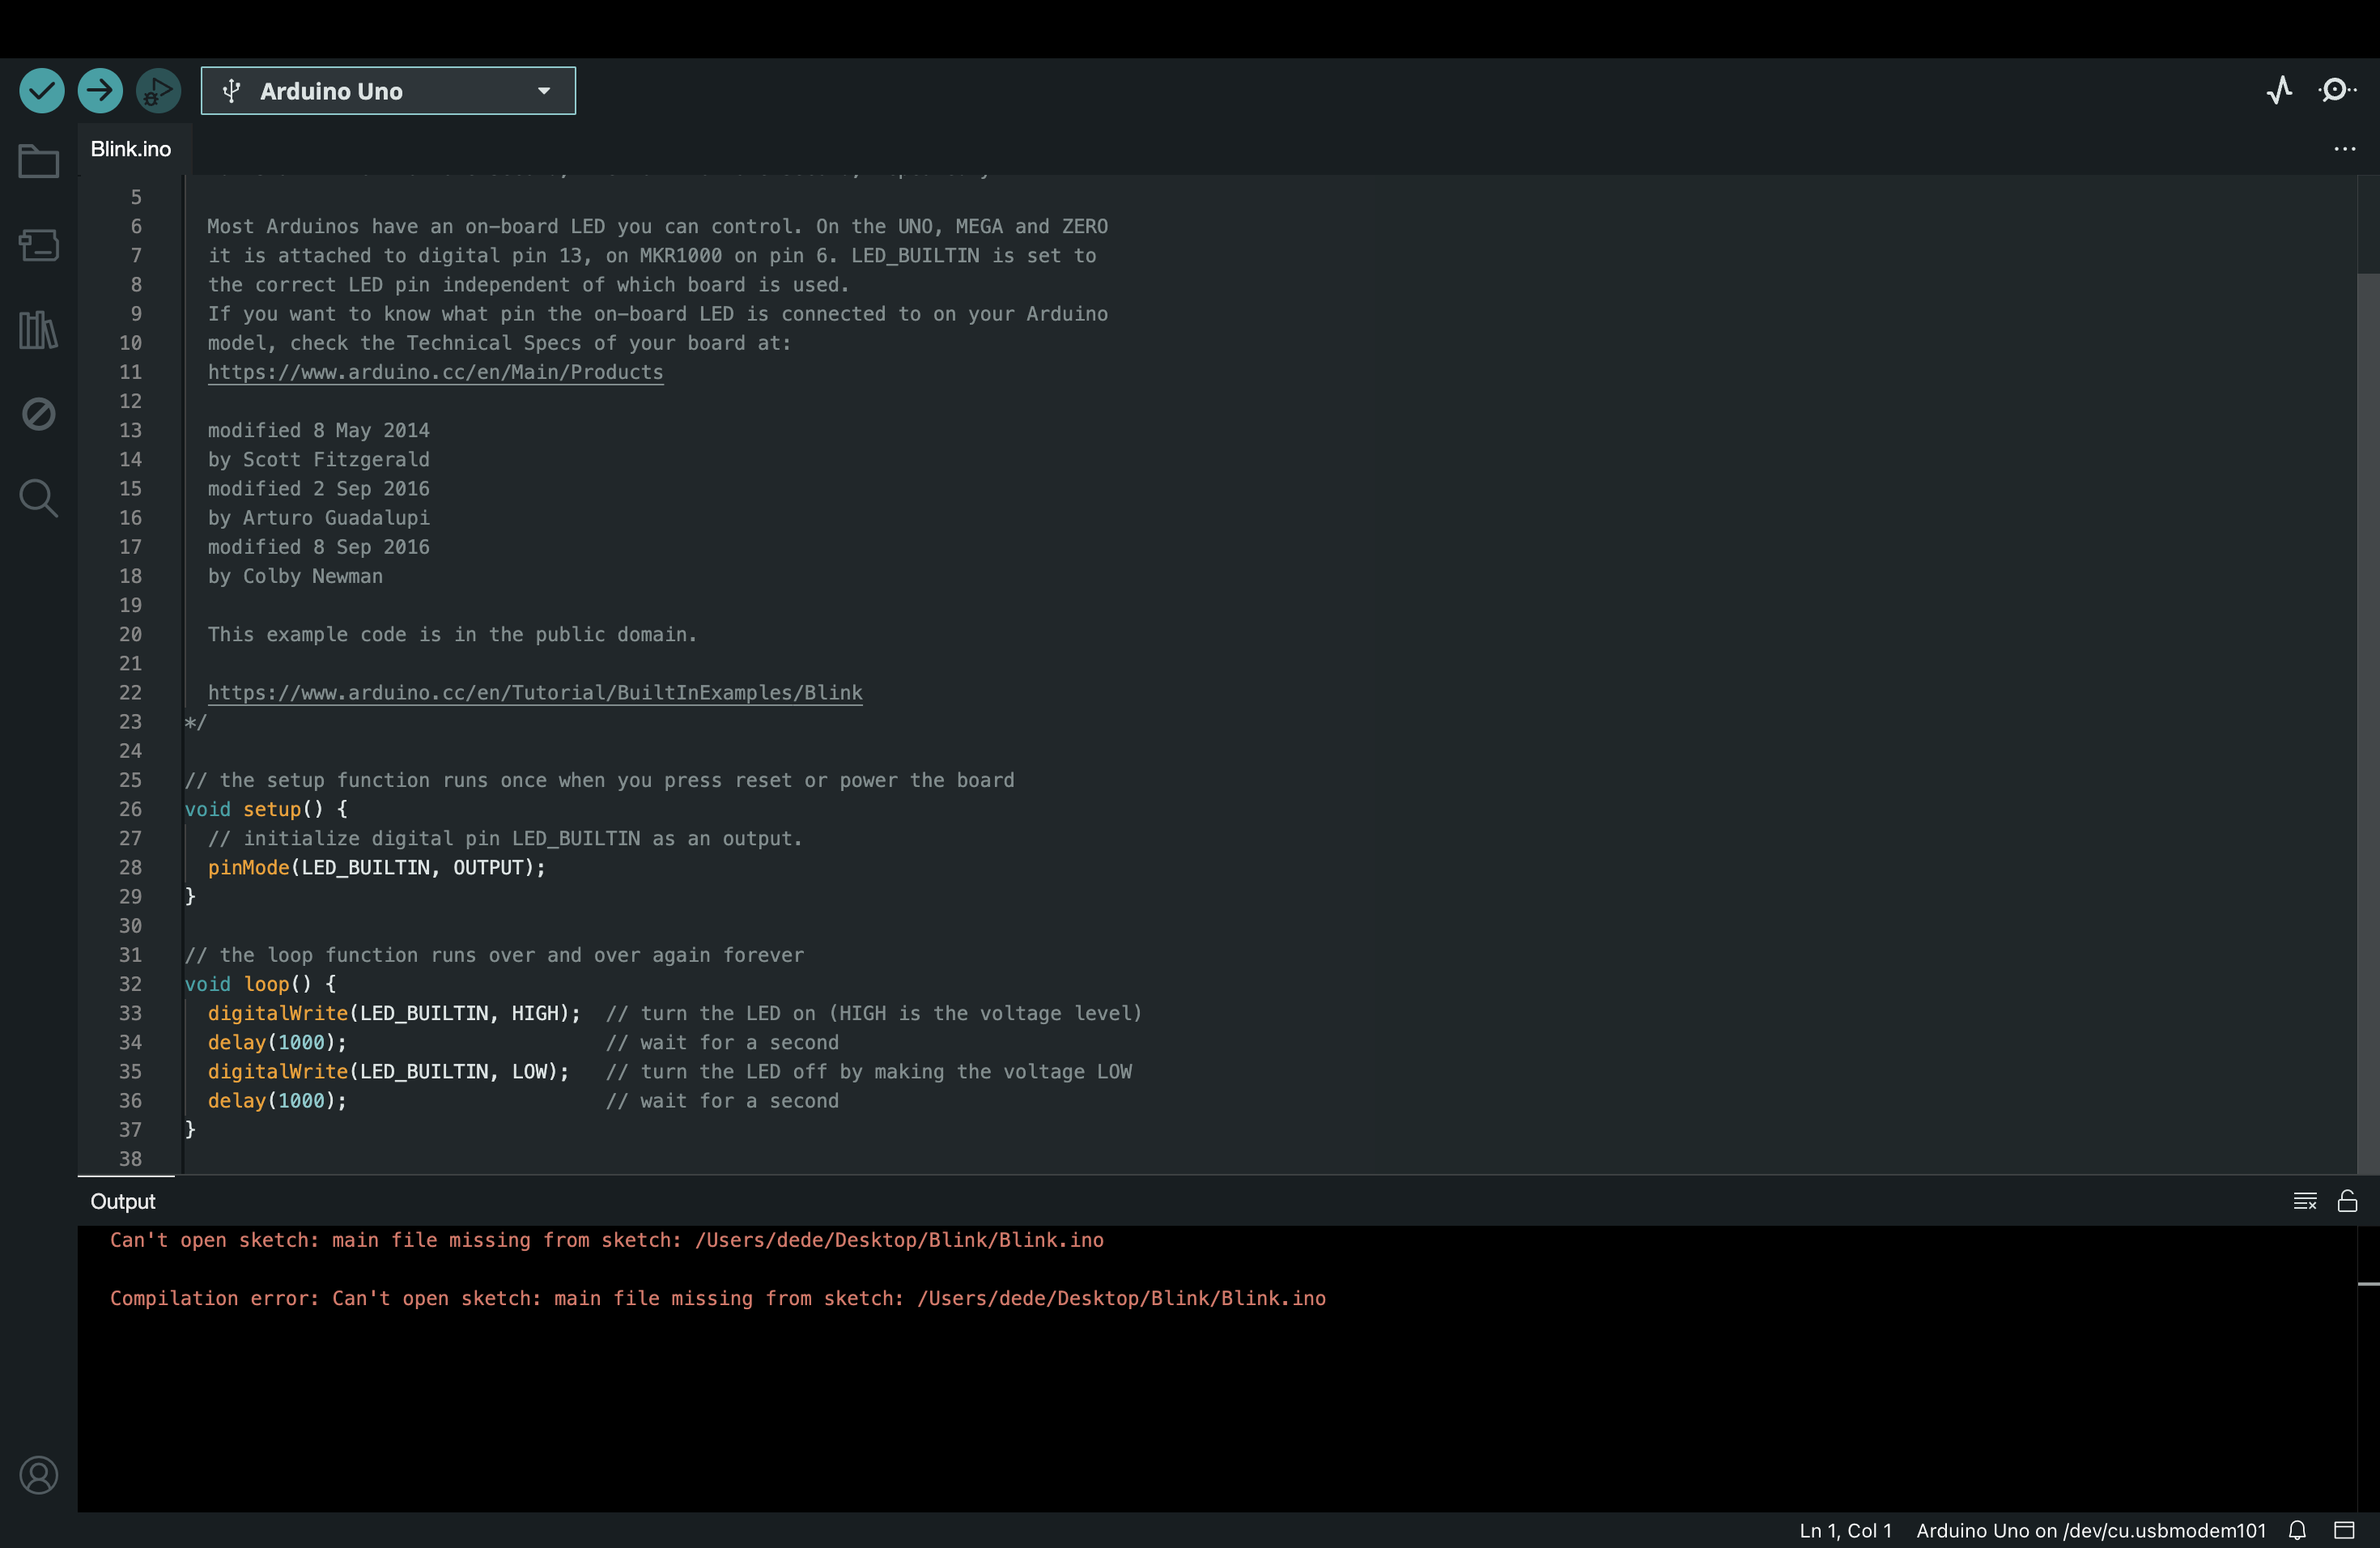 Arduino Uno
Blink.ino
5
6 Most Arduinos have an on-board LED you can control. On the UNO, MEGA and ZERO
7 it is attached to digital pin 13, on MKR1000 on pin 6. LED_BUILTIN is set to
8 the correct LED pin independent of which board is used.
9 If you want to know what pin the on-board LED is connected to on your Arduino
10 model, check the Technical Specs of your board at:
11 https://www.arduino.cc/en/Main/Products
12
13 modified 8 May 2014
14 by Scott Fitzgerald
15 modified 2 Sep 2016
16 by Arturo Guadalupi
17 modified 8 Sep 2016
18 by Colby Newman
19
20 This example code is in the public domain.
21
22 https://www.arduino.cc/en/Tutorial/BuiltInExamples/Blink
23 */
24
25 // the setup function runs once when you press reset or power the board
26 void setup() {
27 // initialize digital pin LED_BUILTIN as an output.
28 pinMode(LED_BUILTIN, OUTPUT);
29 }
30
31 // the loop function runs over and over again forever
32 void loop() {
33 digitalWrite(LED_BUILTIN, HIGH); // turn the LED on (HIGH is the voltage level)
34 delay(1000); // wait for a second
35 digitalWrite(LED_BUILTIN, LOW); // turn the LED off by making the voltage LOW
36 delay(1000); // wait for a second
37 }
38
Output
Can't open sketch: main file missing from sketch: /Users/dede/Desktop/Blink/Blink.ino
Compilation error: Can't open sketch: main file missing from sketch: /Users/dede/Desktop/Blink/Blink.ino
Ln 1, Col 1 Arduino Uno on /dev/cu.usbmodem101